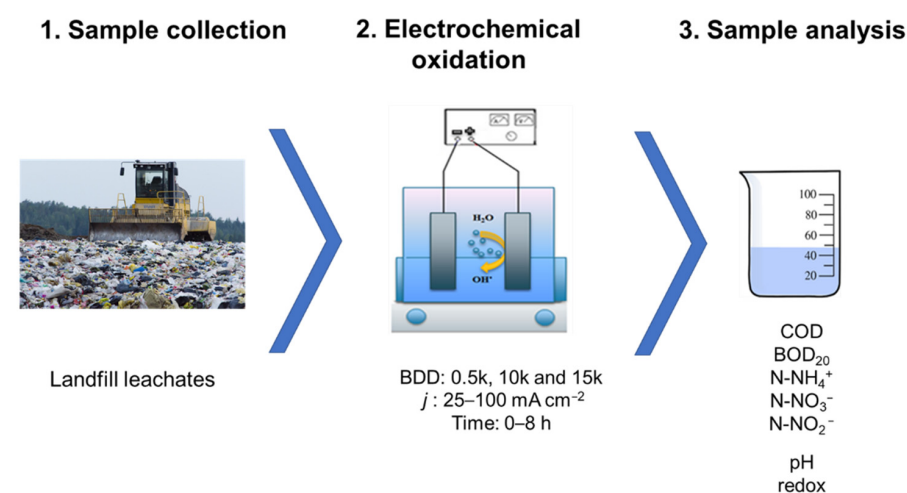 1. Sample collection
2. Electrochemical
oxidation
3. Sample analysis
H₂O
OH•
100
80
60
40
20
Landfill leachates
BDD: 0.5k, 10k and 15k
j : 25–100 mA cm⁻²
Time: 0–8 h
COD
BOD₂₀
N-NH₄⁺
N-NO₃⁻
N-NO₂⁻
pH
redox